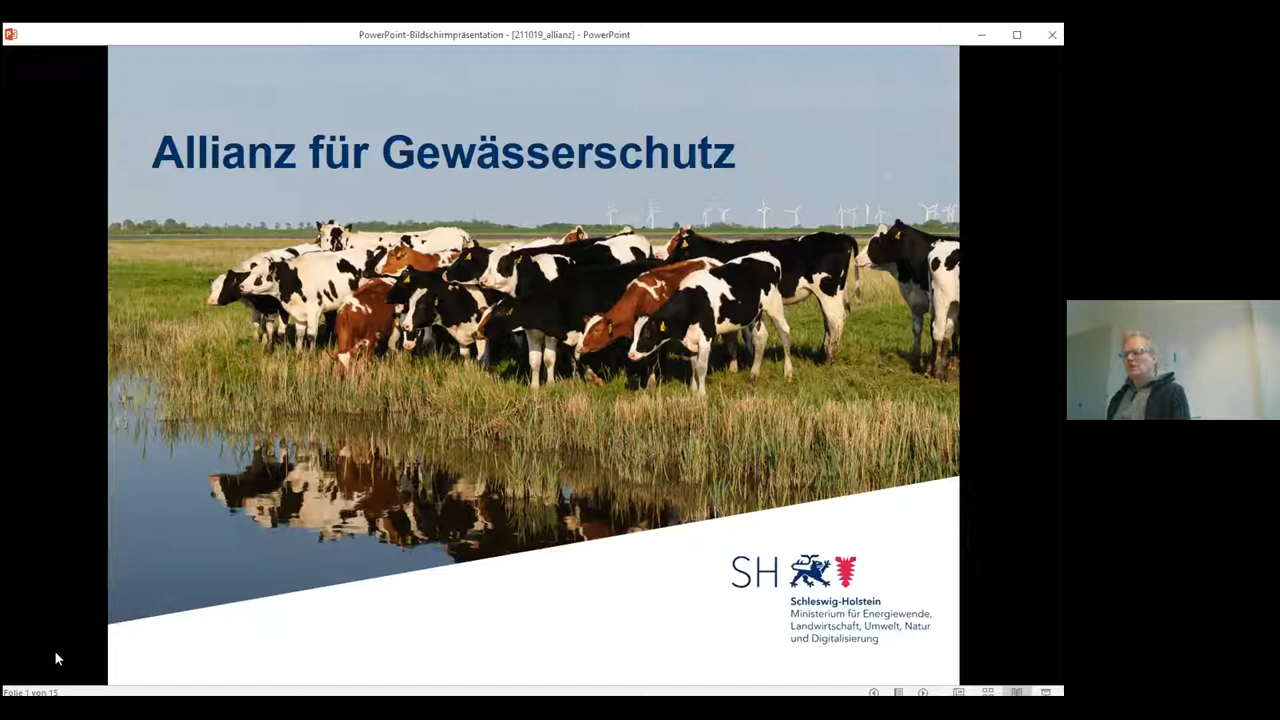 PowerPoint-Bildschirmpräsentation - [211019_allianz] - PowerPoint
Allianz für Gewässerschutz
SH
Schleswig-Holstein
Ministerium für Energiewende,
Landwirtschaft, Umwelt, Natur
und Digitalisierung
Folie 1 von 15